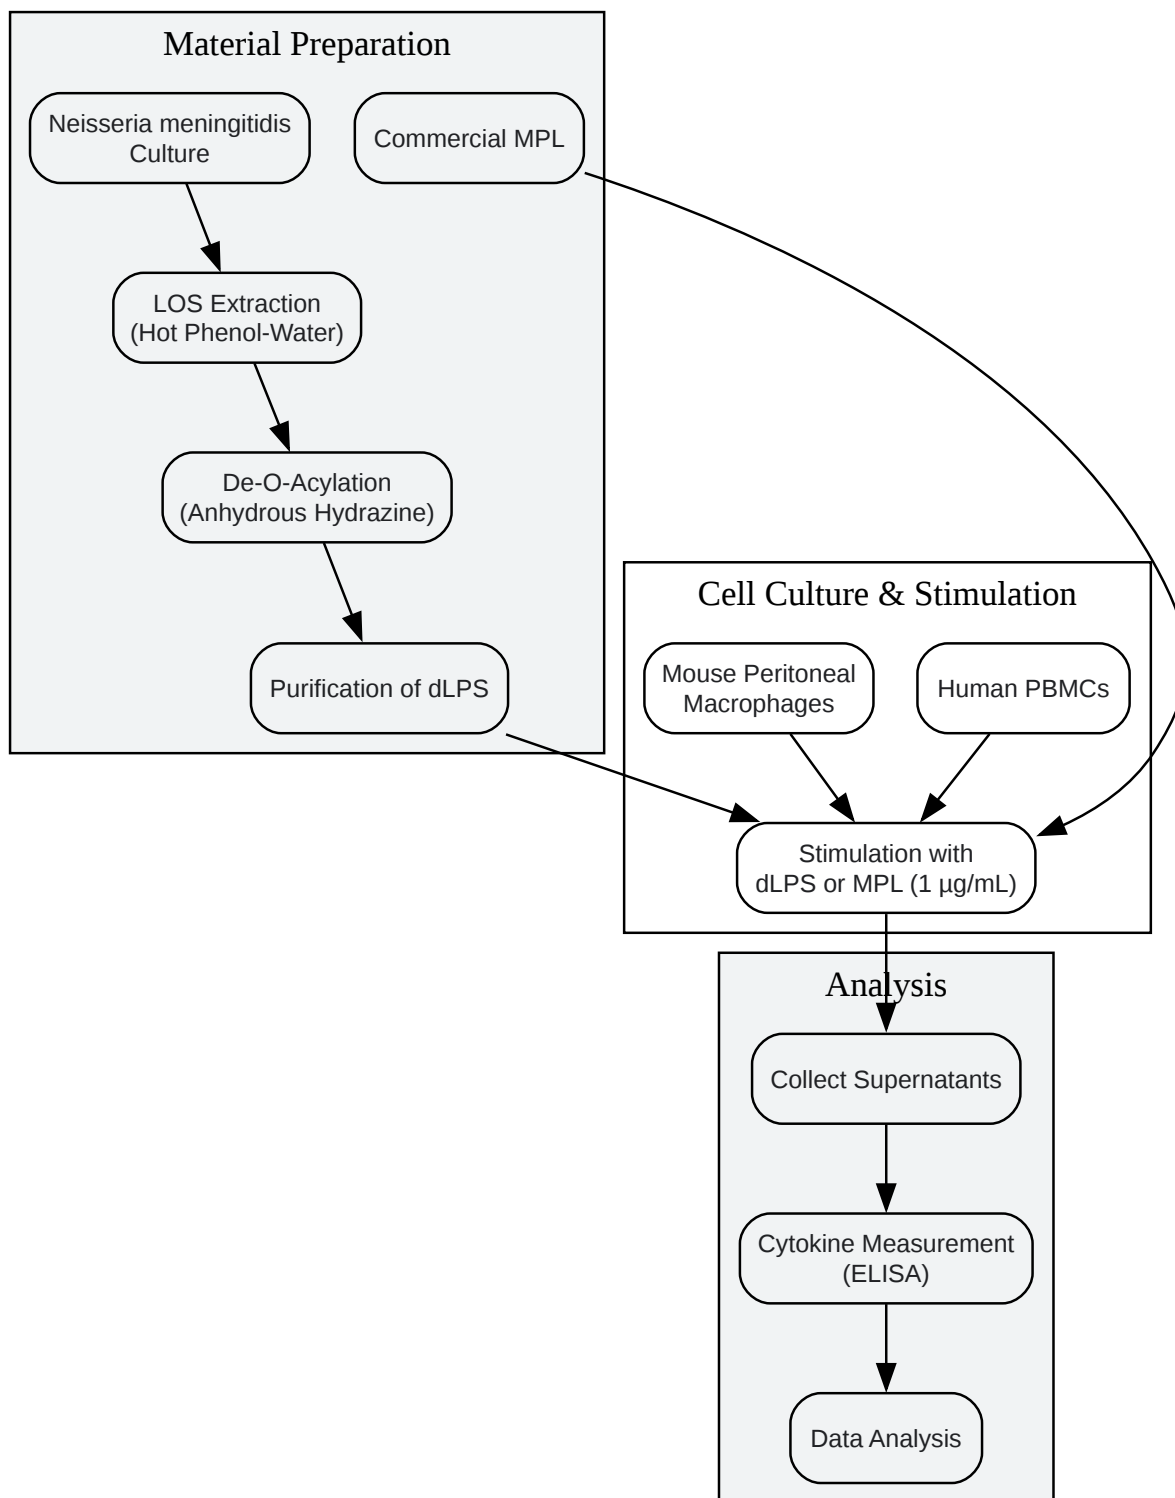 Material Preparation
Neisseria meningitidis
Culture
Commercial MPL
LOS Extraction
(Hot Phenol-Water)
De-O-Acylation
(Anhydrous Hydrazine)
Purification of dLPS
Cell Culture & Stimulation
Mouse Peritoneal
Macrophages
Human PBMCs
Stimulation with
dLPS or MPL (1 µg/mL)
Analysis
Collect Supernatants
Cytokine Measurement
(ELISA)
Data Analysis